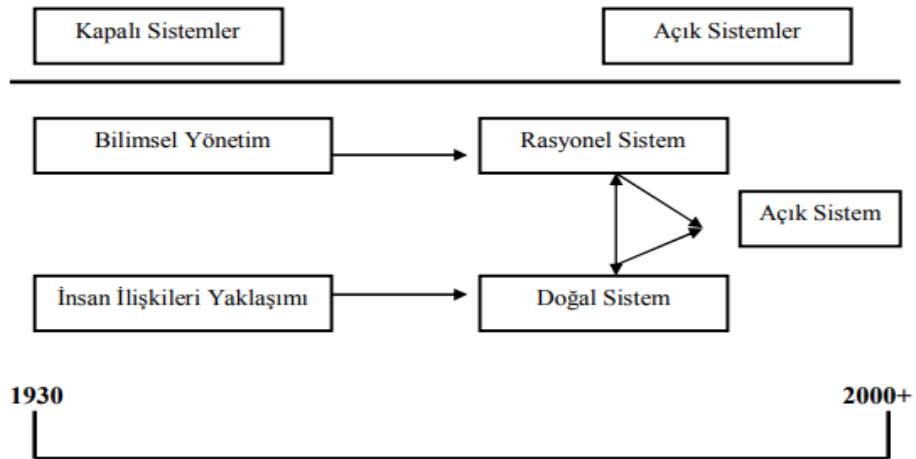 Kapalı Sistemler
Açık Sistemler
Bilimsel Yönetim
Rasyonel Sistem
Açık Sistem
İnsan İlişkileri Yaklaşımı
Doğal Sistem
1930
2000+